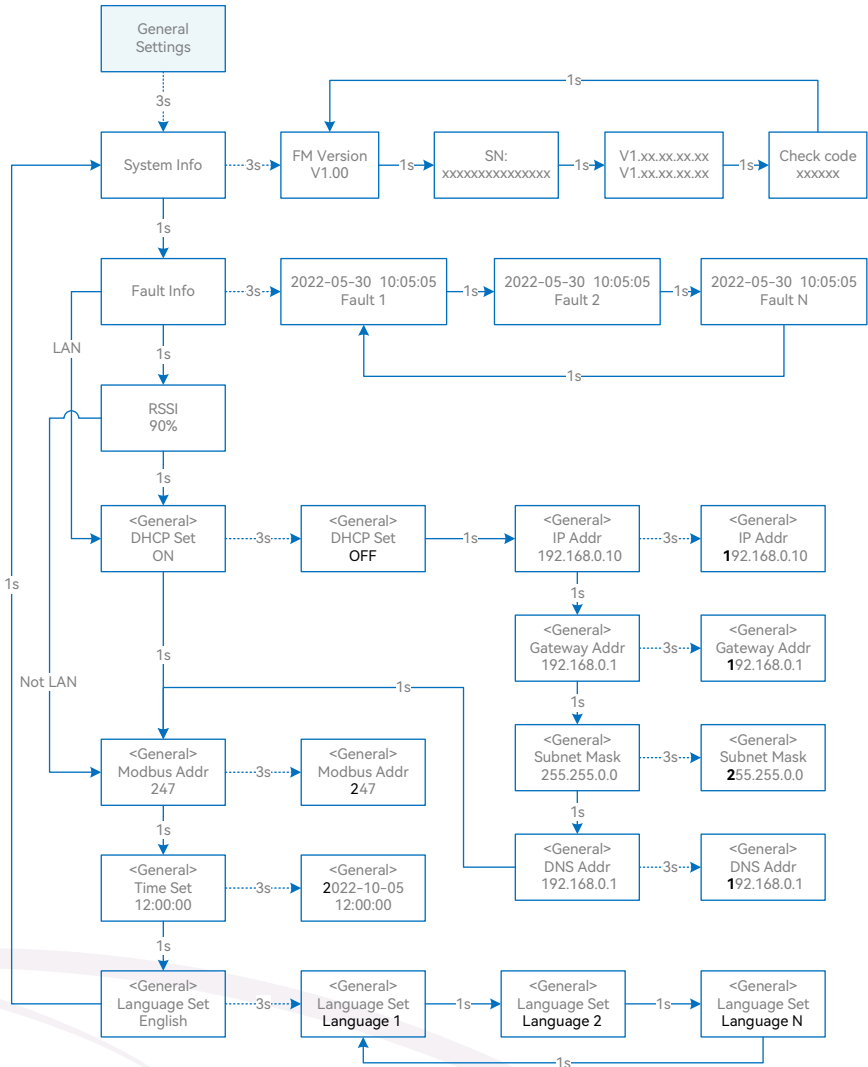 General
Settings
3s
1s
System Info
3s
FM Version
V1.00
1s
SN:
xxxxxxxxxxxxxxx
1s
V1.xx.xx.xx.xx
V1.xx.xx.xx.xx
1s
Check code
xxxxxx
1s
Fault Info
3s
2022-05-30 10:05:05
Fault 1
1s
2022-05-30 10:05:05
Fault 2
1s
2022-05-30 10:05:05
Fault N
LAN
1s
1s
RSSI
90%
1s
<General>
DHCP Set
ON
3s
<General>
DHCP Set
OFF
1s
<General>
IP Addr
192.168.0.10
3s
<General>
IP Addr
192.168.0.10
1s
1s
<General>
Gateway Addr
192.168.0.1
3s
<General>
Gateway Addr
192.168.0.1
1s
Not LAN
1s
1s
<General>
Modbus Addr
247
3s
<General>
Modbus Addr
247
<General>
Subnet Mask
255.255.0.0
3s
<General>
Subnet Mask
255.255.0.0
1s
1s
<General>
Time Set
12:00:00
3s
<General>
2022-10-05
12:00:00
<General>
DNS Addr
192.168.0.1
3s
<General>
DNS Addr
192.168.0.1
1s
<General>
Language Set
English
3s
<General>
Language Set
Language 1
1s
<General>
Language Set
Language 2
1s
<General>
Language Set
Language N
1s